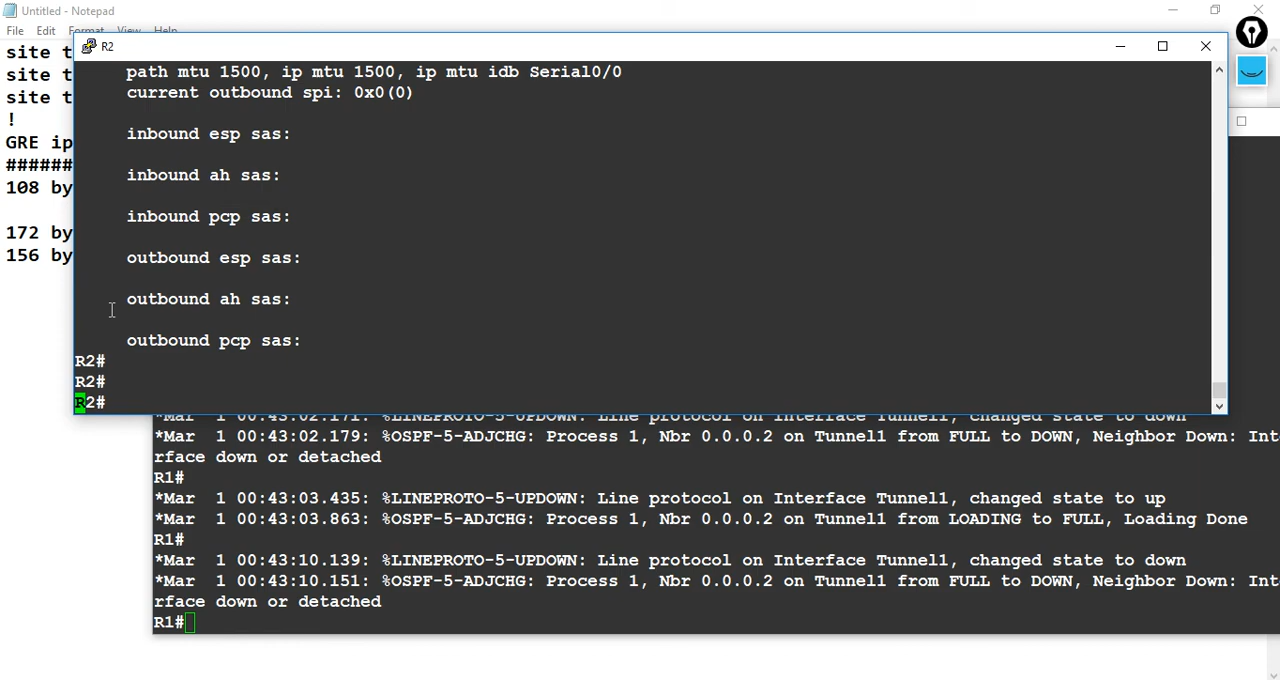 Untitled - Notepad
File Edit Format View Help
site t
site t
site t
!
GRE ip
#######
108 by
172 by
156 by
R2
path mtu 1500, ip mtu 1500, ip mtu idb Serial0/0
current outbound spi: 0x0(0)
inbound esp sas:
inbound ah sas:
inbound pcp sas:
outbound esp sas:
outbound ah sas:
outbound pcp sas:
R2#
R2#
R2#
*Mar 1 00:43:02.171: %LINEPROTO-5-UPDOWN: Line protocol on Interface Tunnel1, changed state to down
*Mar 1 00:43:02.179: %OSPF-5-ADJCHG: Process 1, Nbr 0.0.0.2 on Tunnel1 from FULL to DOWN, Neighbor Down: Inte
rface down or detached
R1#
*Mar 1 00:43:03.435: %LINEPROTO-5-UPDOWN: Line protocol on Interface Tunnel1, changed state to up
*Mar 1 00:43:03.863: %OSPF-5-ADJCHG: Process 1, Nbr 0.0.0.2 on Tunnel1 from LOADING to FULL, Loading Done
R1#
*Mar 1 00:43:10.139: %LINEPROTO-5-UPDOWN: Line protocol on Interface Tunnel1, changed state to down
*Mar 1 00:43:10.151: %OSPF-5-ADJCHG: Process 1, Nbr 0.0.0.2 on Tunnel1 from FULL to DOWN, Neighbor Down: Inte
rface down or detached
R1#